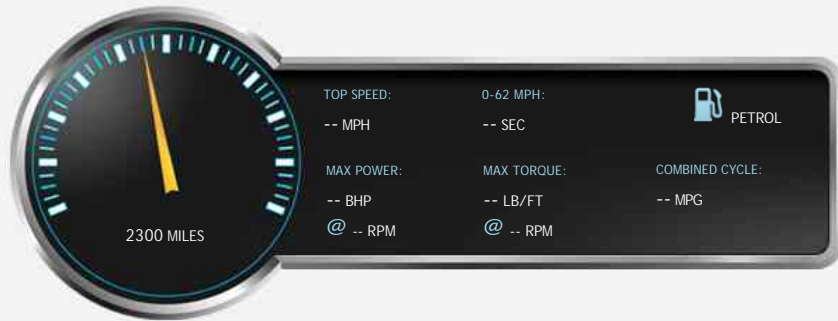 2300 MILES
TOP SPEED:
-- MPH
0-62 MPH:
-- SEC
PETROL
MAX POWER:
-- BHP
@ -- RPM
MAX TORQUE:
-- LB/FT
@ -- RPM
COMBINED CYCLE:
-- MPG